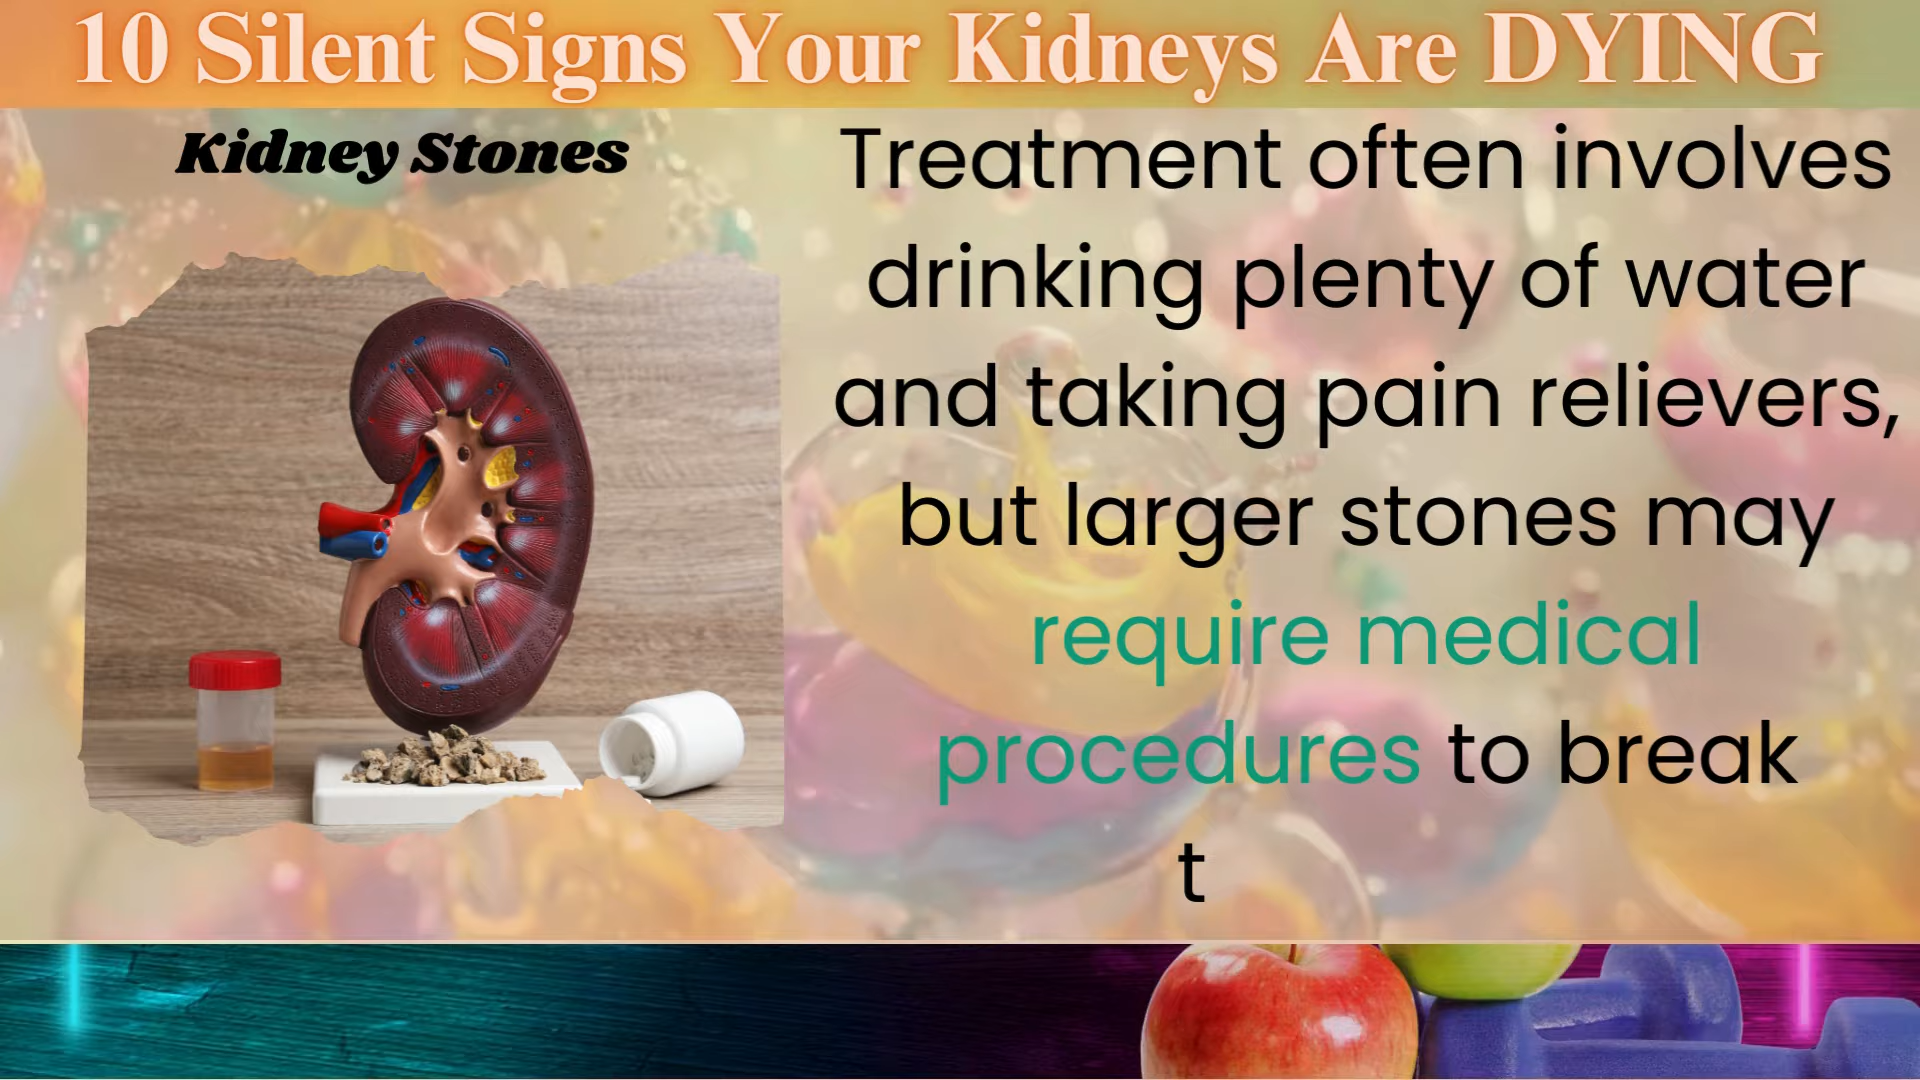 10 Silent Signs Your Kidneys Are DYING
Kidney Stones
Treatment often involves
drinking plenty of water
and taking pain relievers,
but larger stones may
require medical
procedures to break
t